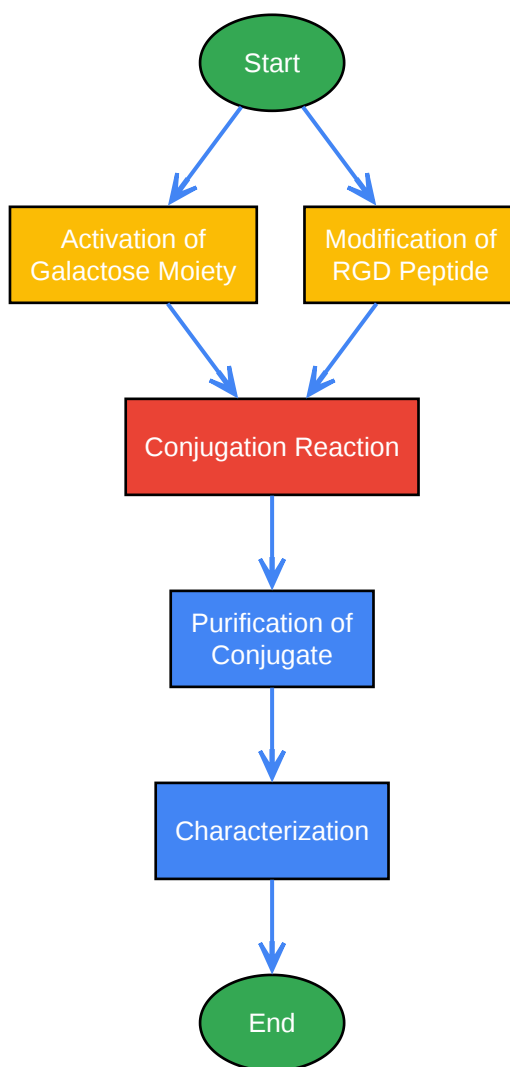 Start
Activation of
Galactose Moiety
Modification of
RGD Peptide
Conjugation Reaction
Purification of
Conjugate
Characterization
End